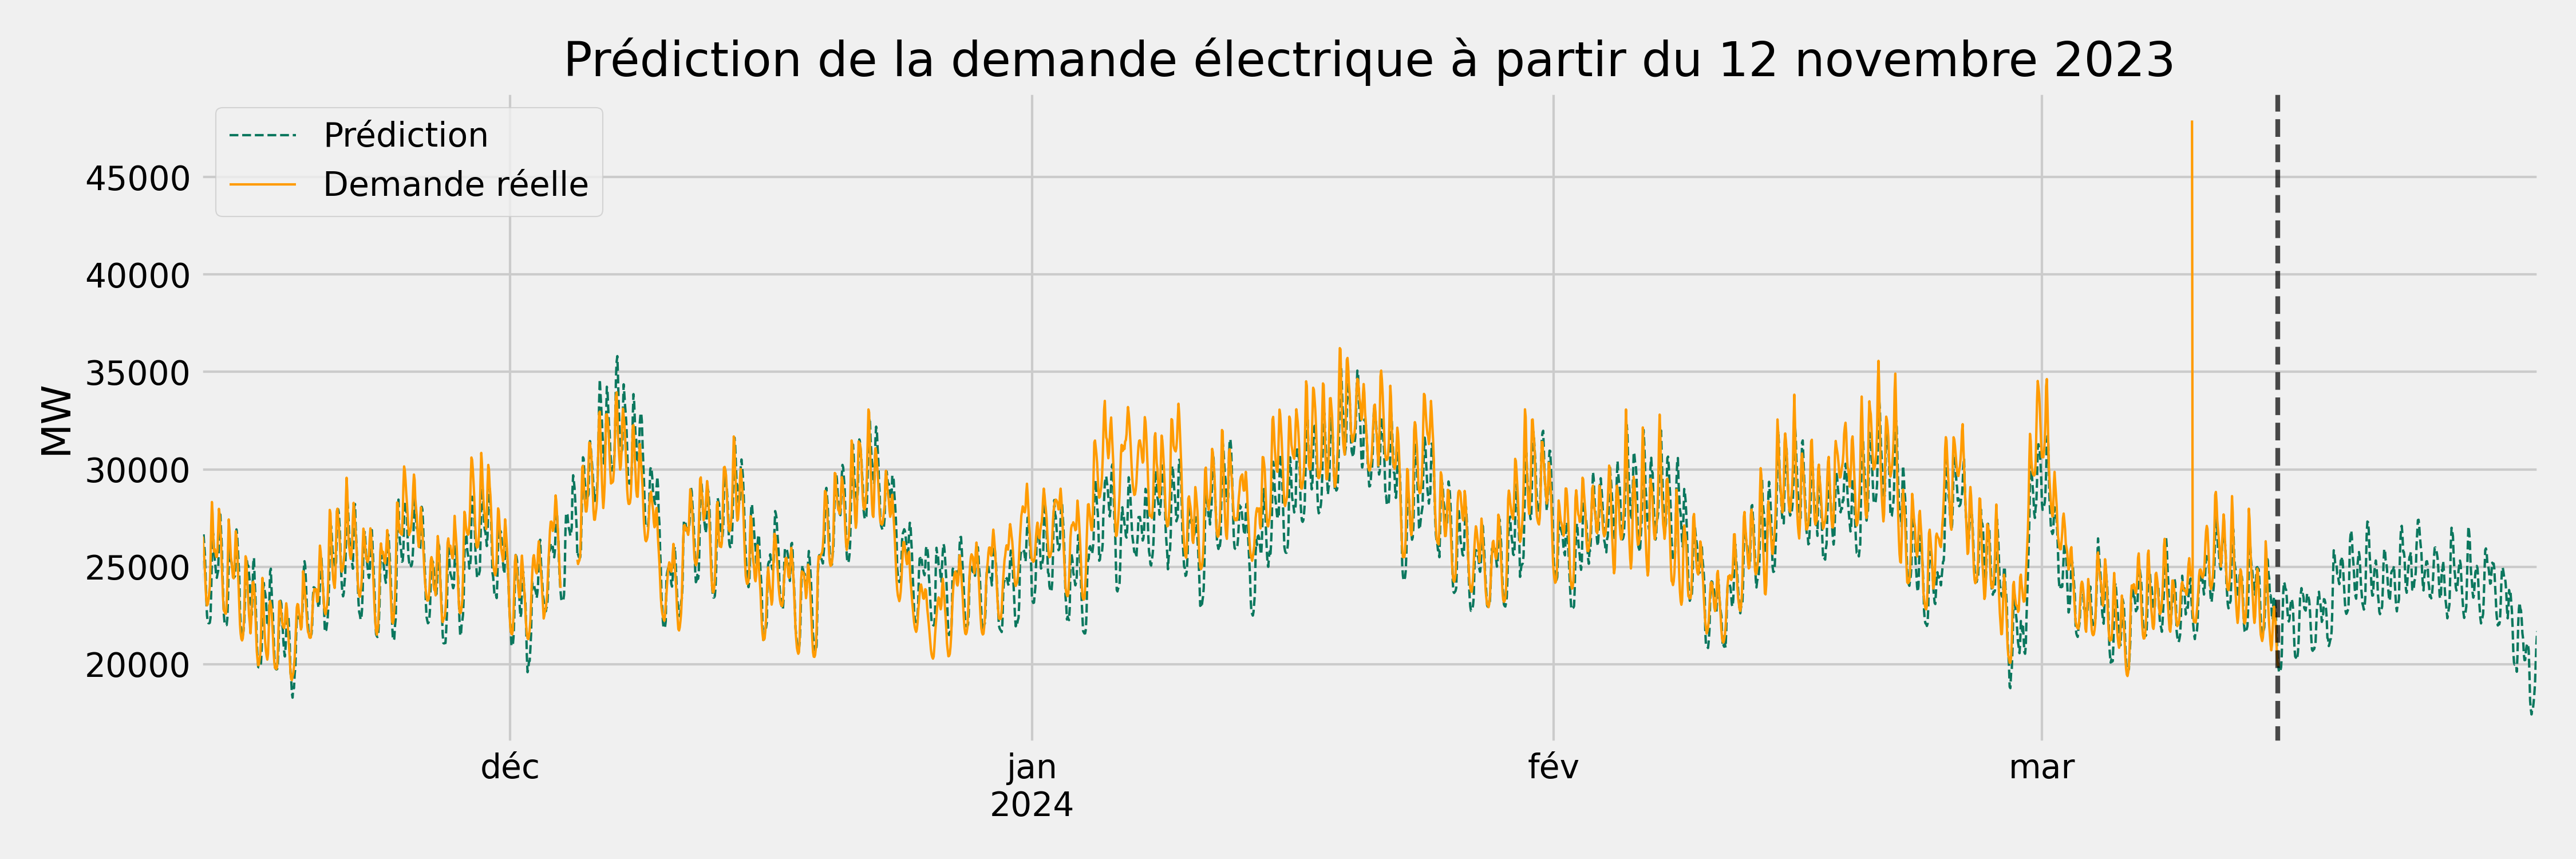 Prédiction de la demande électrique à partir du 12 novembre 2023
Prédiction
Demande réelle
MW
45000
40000
35000
30000
25000
20000
déc
jan
2024
fév
mar